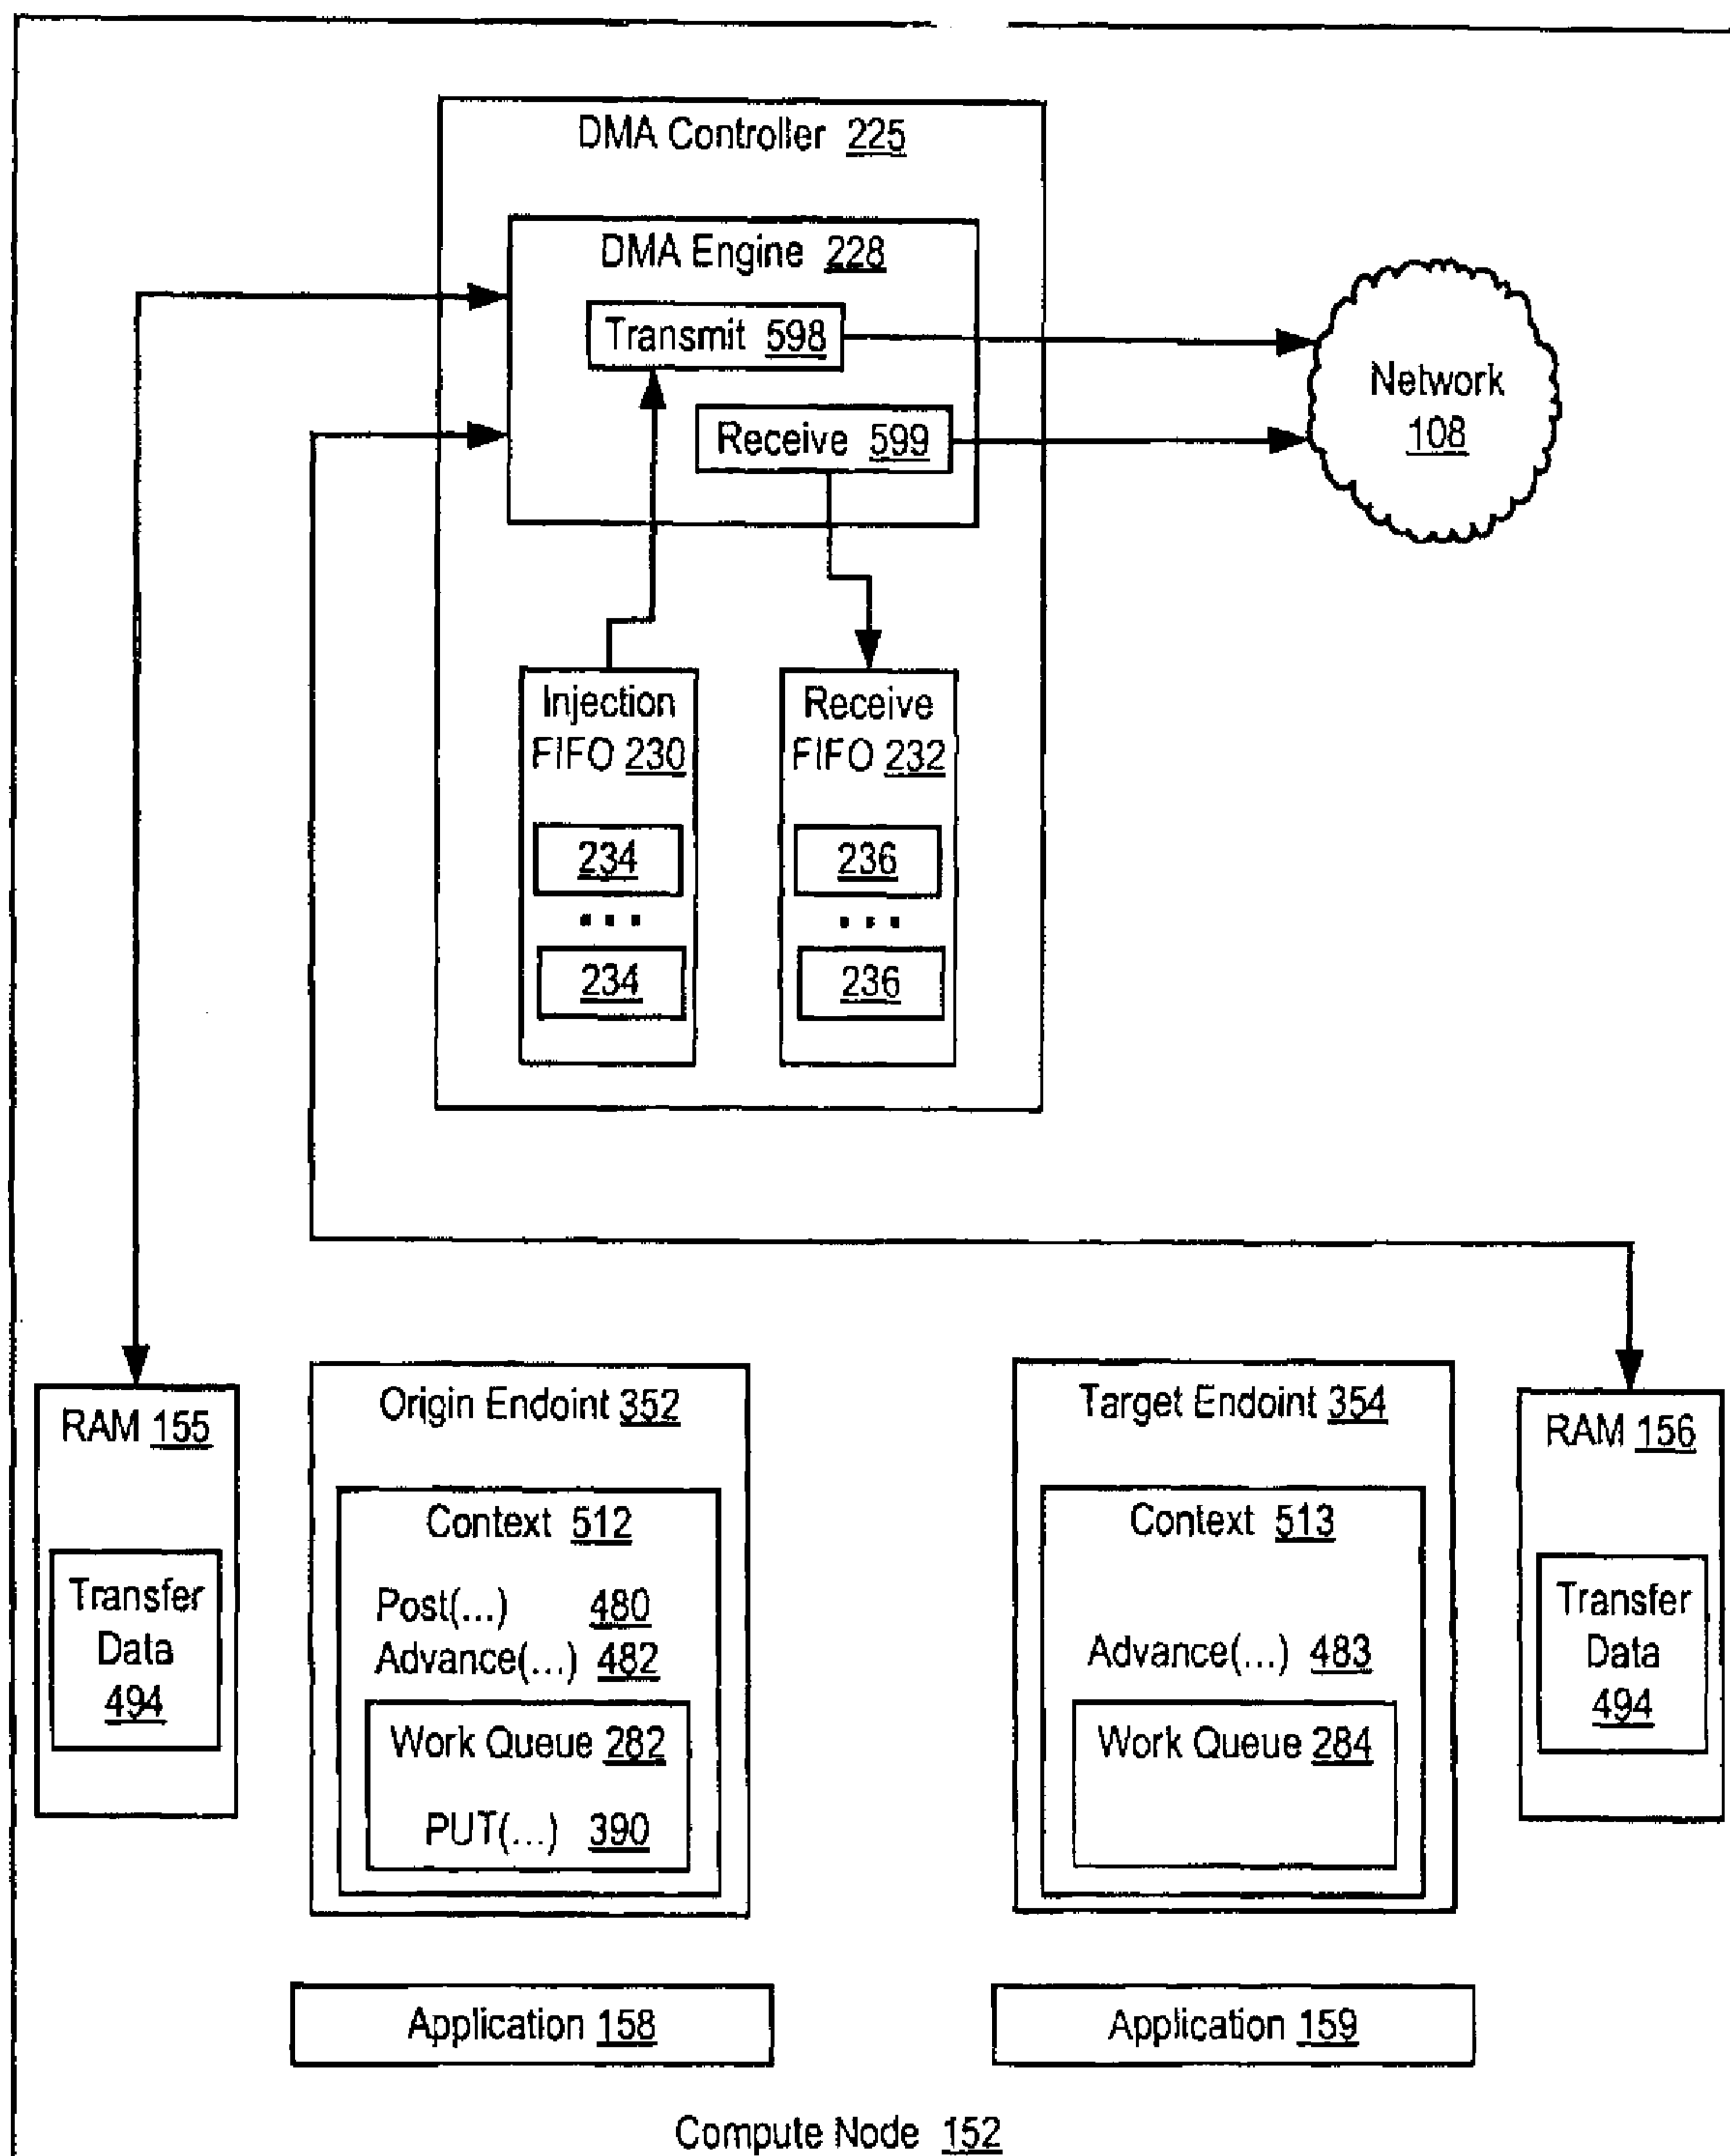 DMA Controller 225
DMA Engine 228
Transmit 598
Receive 599
Network
108
Injection
FIFO 230
234
...
234
Receive
FIFO 232
236
...
236
RAM 155
Transfer
Data
494
Origin Endoint 352
Context 512
Post(...) 480
Advance(...) 482
Work Queue 282
PUT(...) 390
Target Endoint 354
Context 513
Advance(...) 483
Work Queue 284
RAM 156
Transfer
Data
494
Application 158
Application 159
Compute Node 152